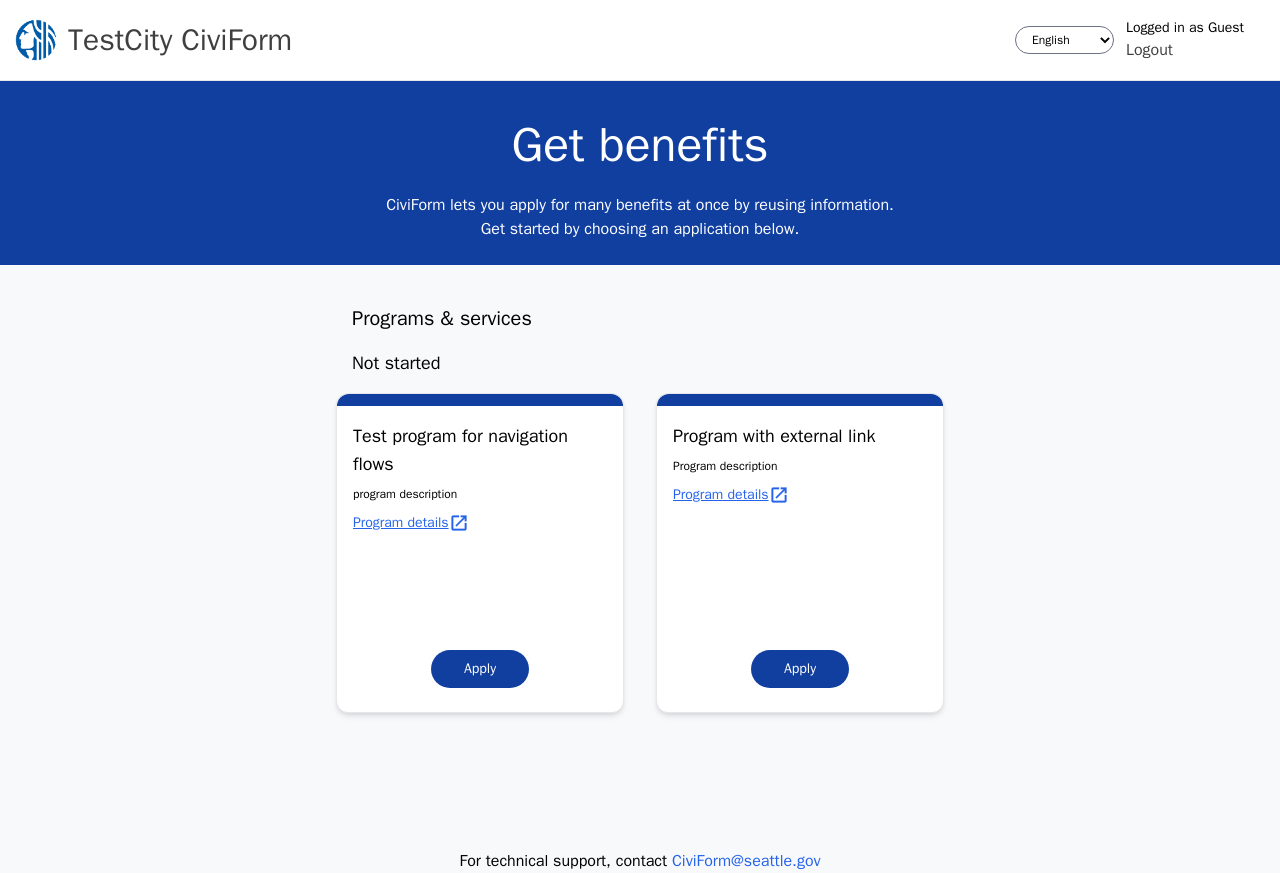 TestCity CiviForm
English
Logged in as Guest
Logout
Get benefits
CiviForm lets you apply for many benefits at once by reusing information.
Get started by choosing an application below.
Programs & services
Not started
Test program for navigation
flows
program description
Program details
Apply
Program with external link
Program description
Program details
Apply
For technical support, contact CiviForm@seattle.gov